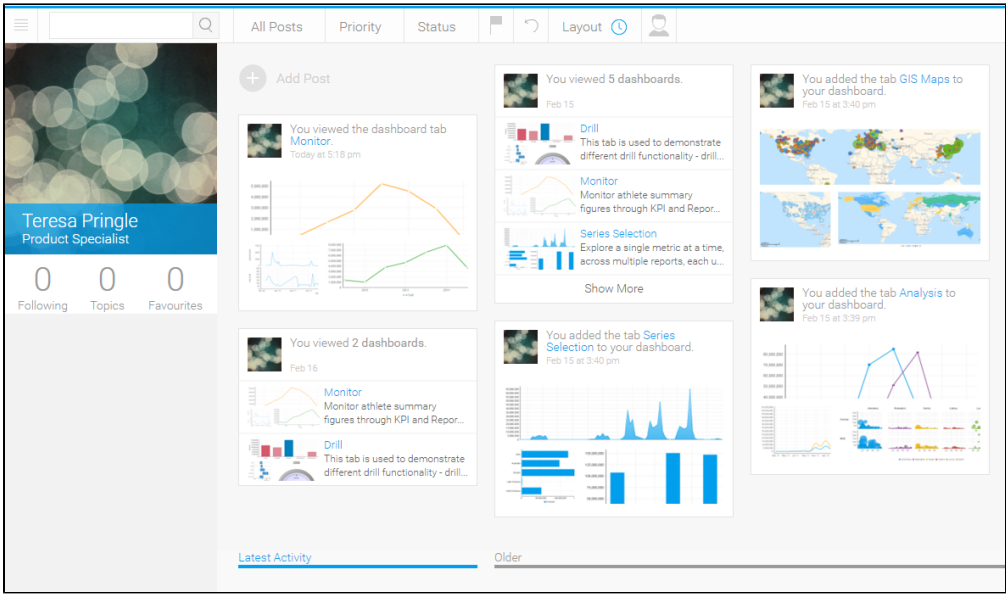 All Posts
Priority
Status
Layout
Teresa Pringle
Product Specialist
0 0 0
Following Topics Favourites
Add Post
You viewed the dashboard tab
Monitor.
Today at 5:18 pm
You viewed 2 dashboards.
Feb 16
Monitor
Monitor athlete summary
figures through KPI and Repor...
Drill
This tab is used to demonstrate
different drill functionality - drill...
Latest Activity
You viewed 5 dashboards.
Feb 15
Drill
This tab is used to demonstrate
different drill functionality - drill...
Monitor
Monitor athlete summary
figures through KPI and Repor...
Series Selection
Explore a single metric at a time,
across multiple reports, each u...
Show More
You added the tab Series
Selection to your dashboard.
Feb 15 at 3:40 pm
Older
You added the tab GIS Maps to
your dashboard.
Feb 15 at 3:40 pm
You added the tab Analysis to
your dashboard.
Feb 15 at 3:39 pm